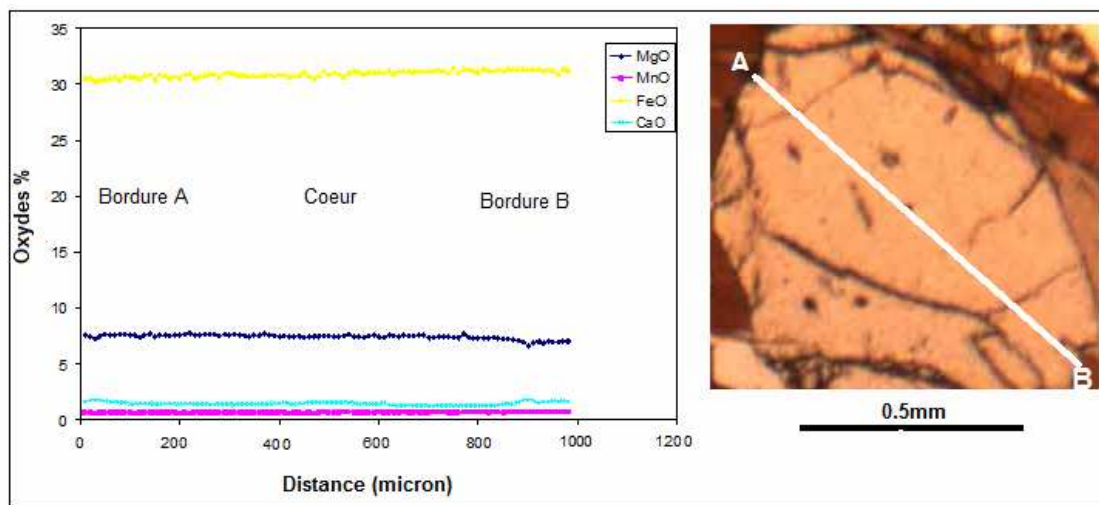 35
30
25
20
15
10
5
0
Oxydes %
0 200 400 600 800 1000 1200
Distance (micron)
Bordure A
Coeur
Bordure B
MgO
MnO
FeO
CaO
A
B
0.5mm